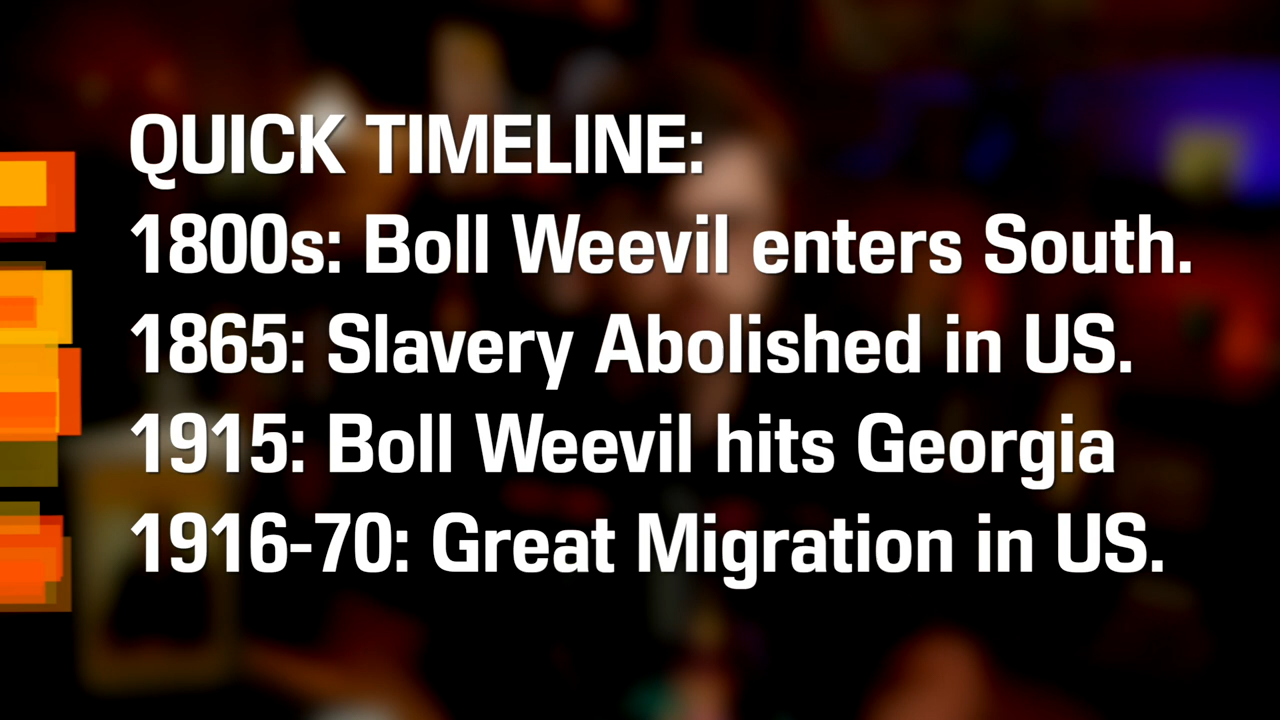 QUICK TIMELINE:
1800s: Boll Weevil enters South.
1865: Slavery Abolished in US.
1915: Boll Weevil hits Georgia
1916-70: Great Migration in US.